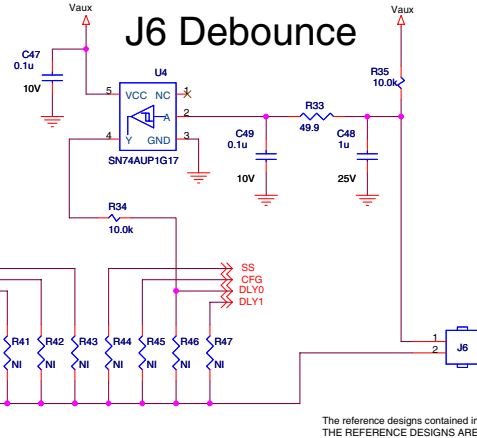 Vaux
Vaux
J6 Debounce
C47
0.1u
10V
U4
5
VCC
NC
1
2
A
4
Y
GND
3
SN74AUP1G17
R35
10.0k
R33
49.9
C49
0.1u
10V
C48
1u
25V
R34
10.0k
SS
CFG
DLY0
DLY1
R41
NI
R42
NI
R43
NI
R44
NI
R45
NI
R46
NI
R47
NI
1
2
J6
The reference designs contained in
THE REFERENCE DESIGNS ARE